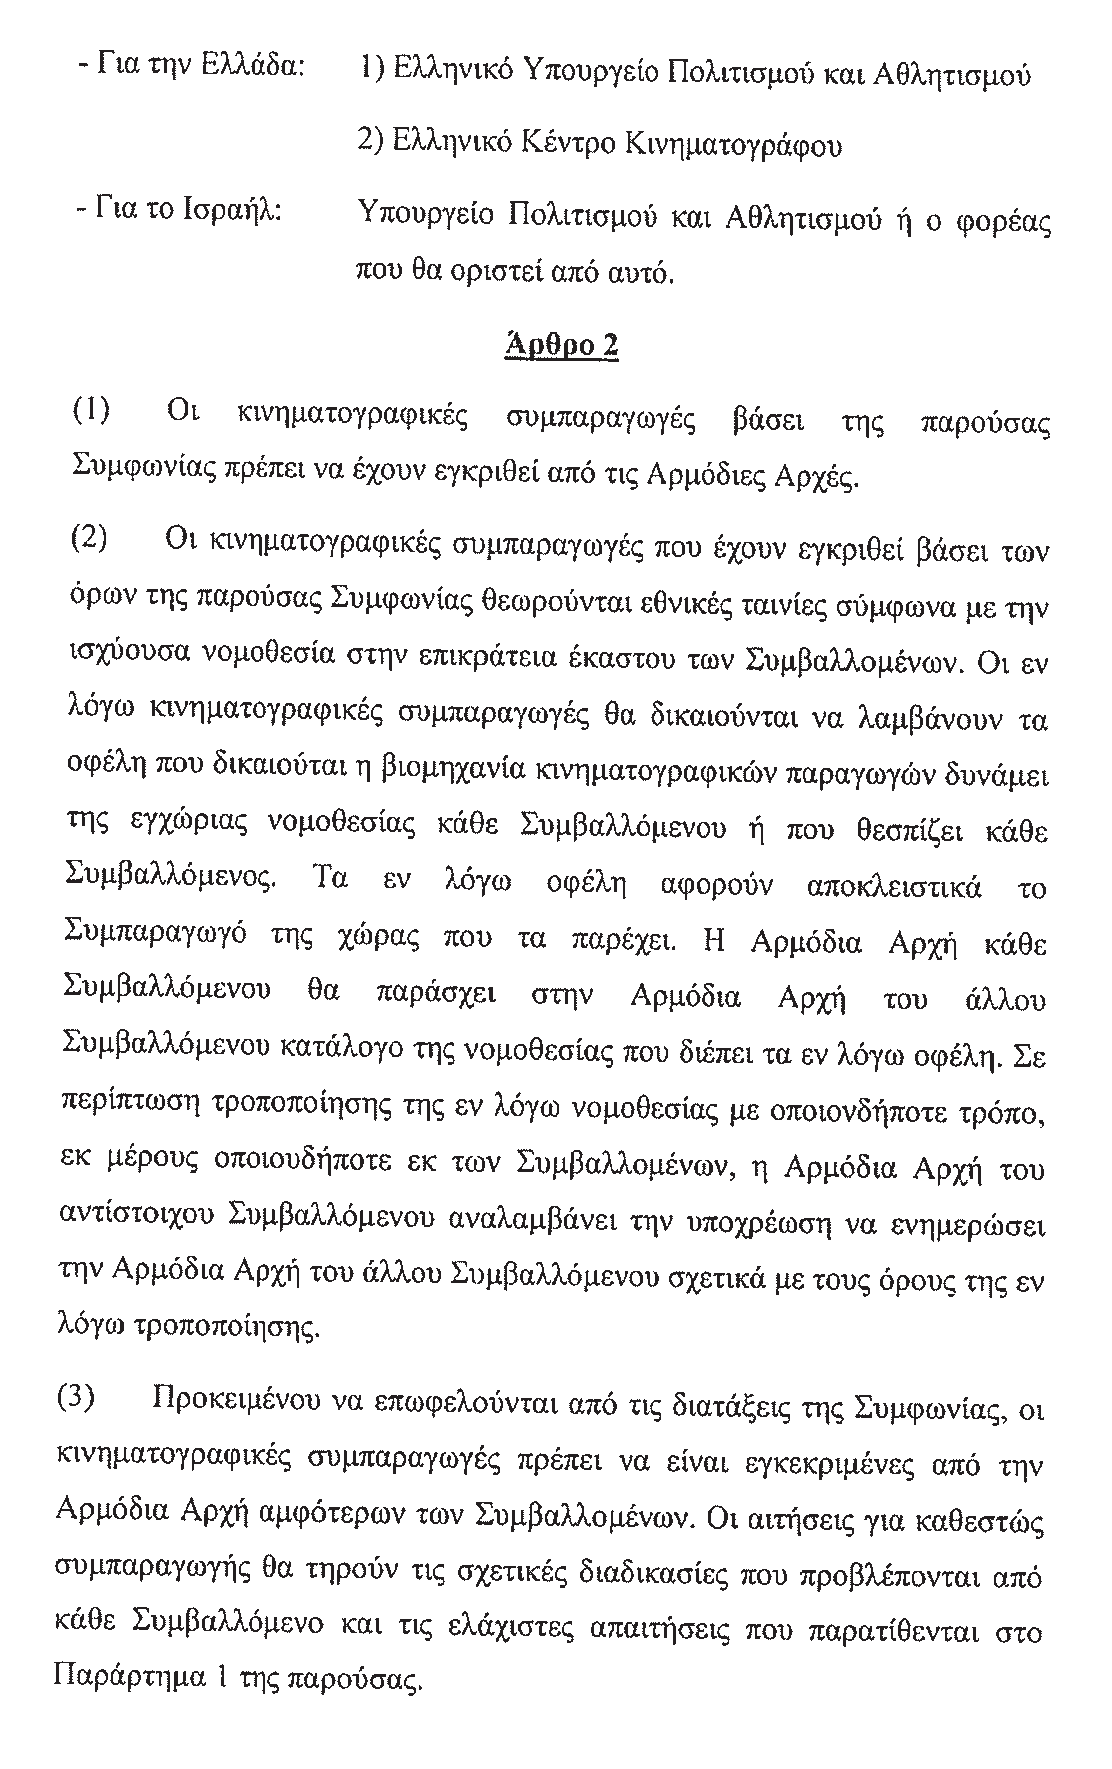 - Για την Ελλάδα: 1) Ελληνικό Υπουργείο Πολιτισμού και Αθλητισμού
2) Ελληνικό Κέντρο Κινηματογράφου
- Για το Ισραήλ: Υπουργείο Πολιτισμού και Αθλητισμού ή ο φορέας
που θα οριστεί από αυτό.
Άρθρο 2
(1) Οι κινηματογραφικές συμπαραγωγές βάσει της παρούσας
Συμφωνίας πρέπει να έχουν εγκριθεί από τις Αρμόδιες Αρχές.
(2) Οι κινηματογραφικές συμπαραγωγές που έχουν εγκριθεί βάσει των
όρων της παρούσας Συμφωνίας θεωρούνται εθνικές ταινίες σύμφωνα με την
ισχύουσα νομοθεσία στην επικράτεια έκαστου των Συμβαλλομένων. Οι εν
λόγω κινηματογραφικές συμπαραγωγές θα δικαιούνται να λαμβάνουν τα
οφέλη που δικαιούται η βιομηχανία κινηματογραφικών παραγωγών δυνάμει
της εγχώριας νομοθεσίας κάθε Συμβαλλόμενου ή που θεσπίζει κάθε
Συμβαλλόμενος. Τα εν λόγω οφέλη αφορούν αποκλειστικά το
Συμπαραγωγό της χώρας που τα παρέχει. Η Αρμόδια Αρχή κάθε
Συμβαλλόμενου θα παράσχει στην Αρμόδια Αρχή του άλλου
Συμβαλλόμενου κατάλογο της νομοθεσίας που διέπει τα εν λόγω οφέλη. Σε
περίπτωση τροποποίησης της εν λόγω νομοθεσίας με οποιονδήποτε τρόπο,
εκ μέρους οποιουδήποτε εκ των Συμβαλλομένων, η Αρμόδια Αρχή του
αντίστοιχου Συμβαλλόμενου αναλαμβάνει την υποχρέωση να ενημερώσει
την Αρμόδια Αρχή του άλλου Συμβαλλόμενου σχετικά με τους όρους της εν
λόγω τροποποίησης.
(3) Προκειμένου να επωφελούνται από τις διατάξεις της Συμφωνίας, οι
κινηματογραφικές συμπαραγωγές πρέπει να είναι εγκεκριμένες από την
Αρμόδια Αρχή αμφότερων των Συμβαλλομένων. Οι αιτήσεις για καθεστώς
συμπαραγωγής θα τηρούν τις σχετικές διαδικασίες που προβλέπονται από
κάθε Συμβαλλόμενο και τις ελάχιστες απαιτήσεις που παρατίθενται στο
Παράρτημα 1 της παρούσας.